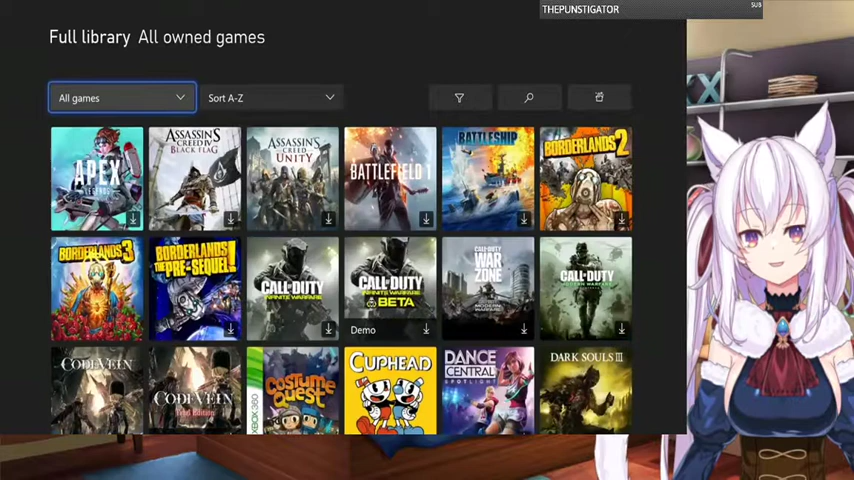 THEPUNSTIGATOR
SUB
Full library All owned games
All games
Sort A-Z
APEX
LEGENDS
ASSASSIN'S
CREED IV
BLACK FLAG
ASSASSIN'S
CREED
UNITY
BATTLEFIELD 1
BATTLESHIP
BORDERLANDS 2
BORDERLANDS
3
BORDERLANDS
THE PRE-SEQUEL!
CALL OF DUTY
INFINITE WARFARE
CALL OF DUTY
INFINITE WARFARE
BETA
Demo
CALL OF DUTY
WAR
ZONE
MODERN WARFARE
CALL OF DUTY
MODERN WARFARE
CODE VEIN
CODE VEIN
Trial Edition
XBOX 360
COSTUME
QUEST
CUPHEAD
DANCE
CENTRAL
SPOTLIGHT
DARK SOULS III